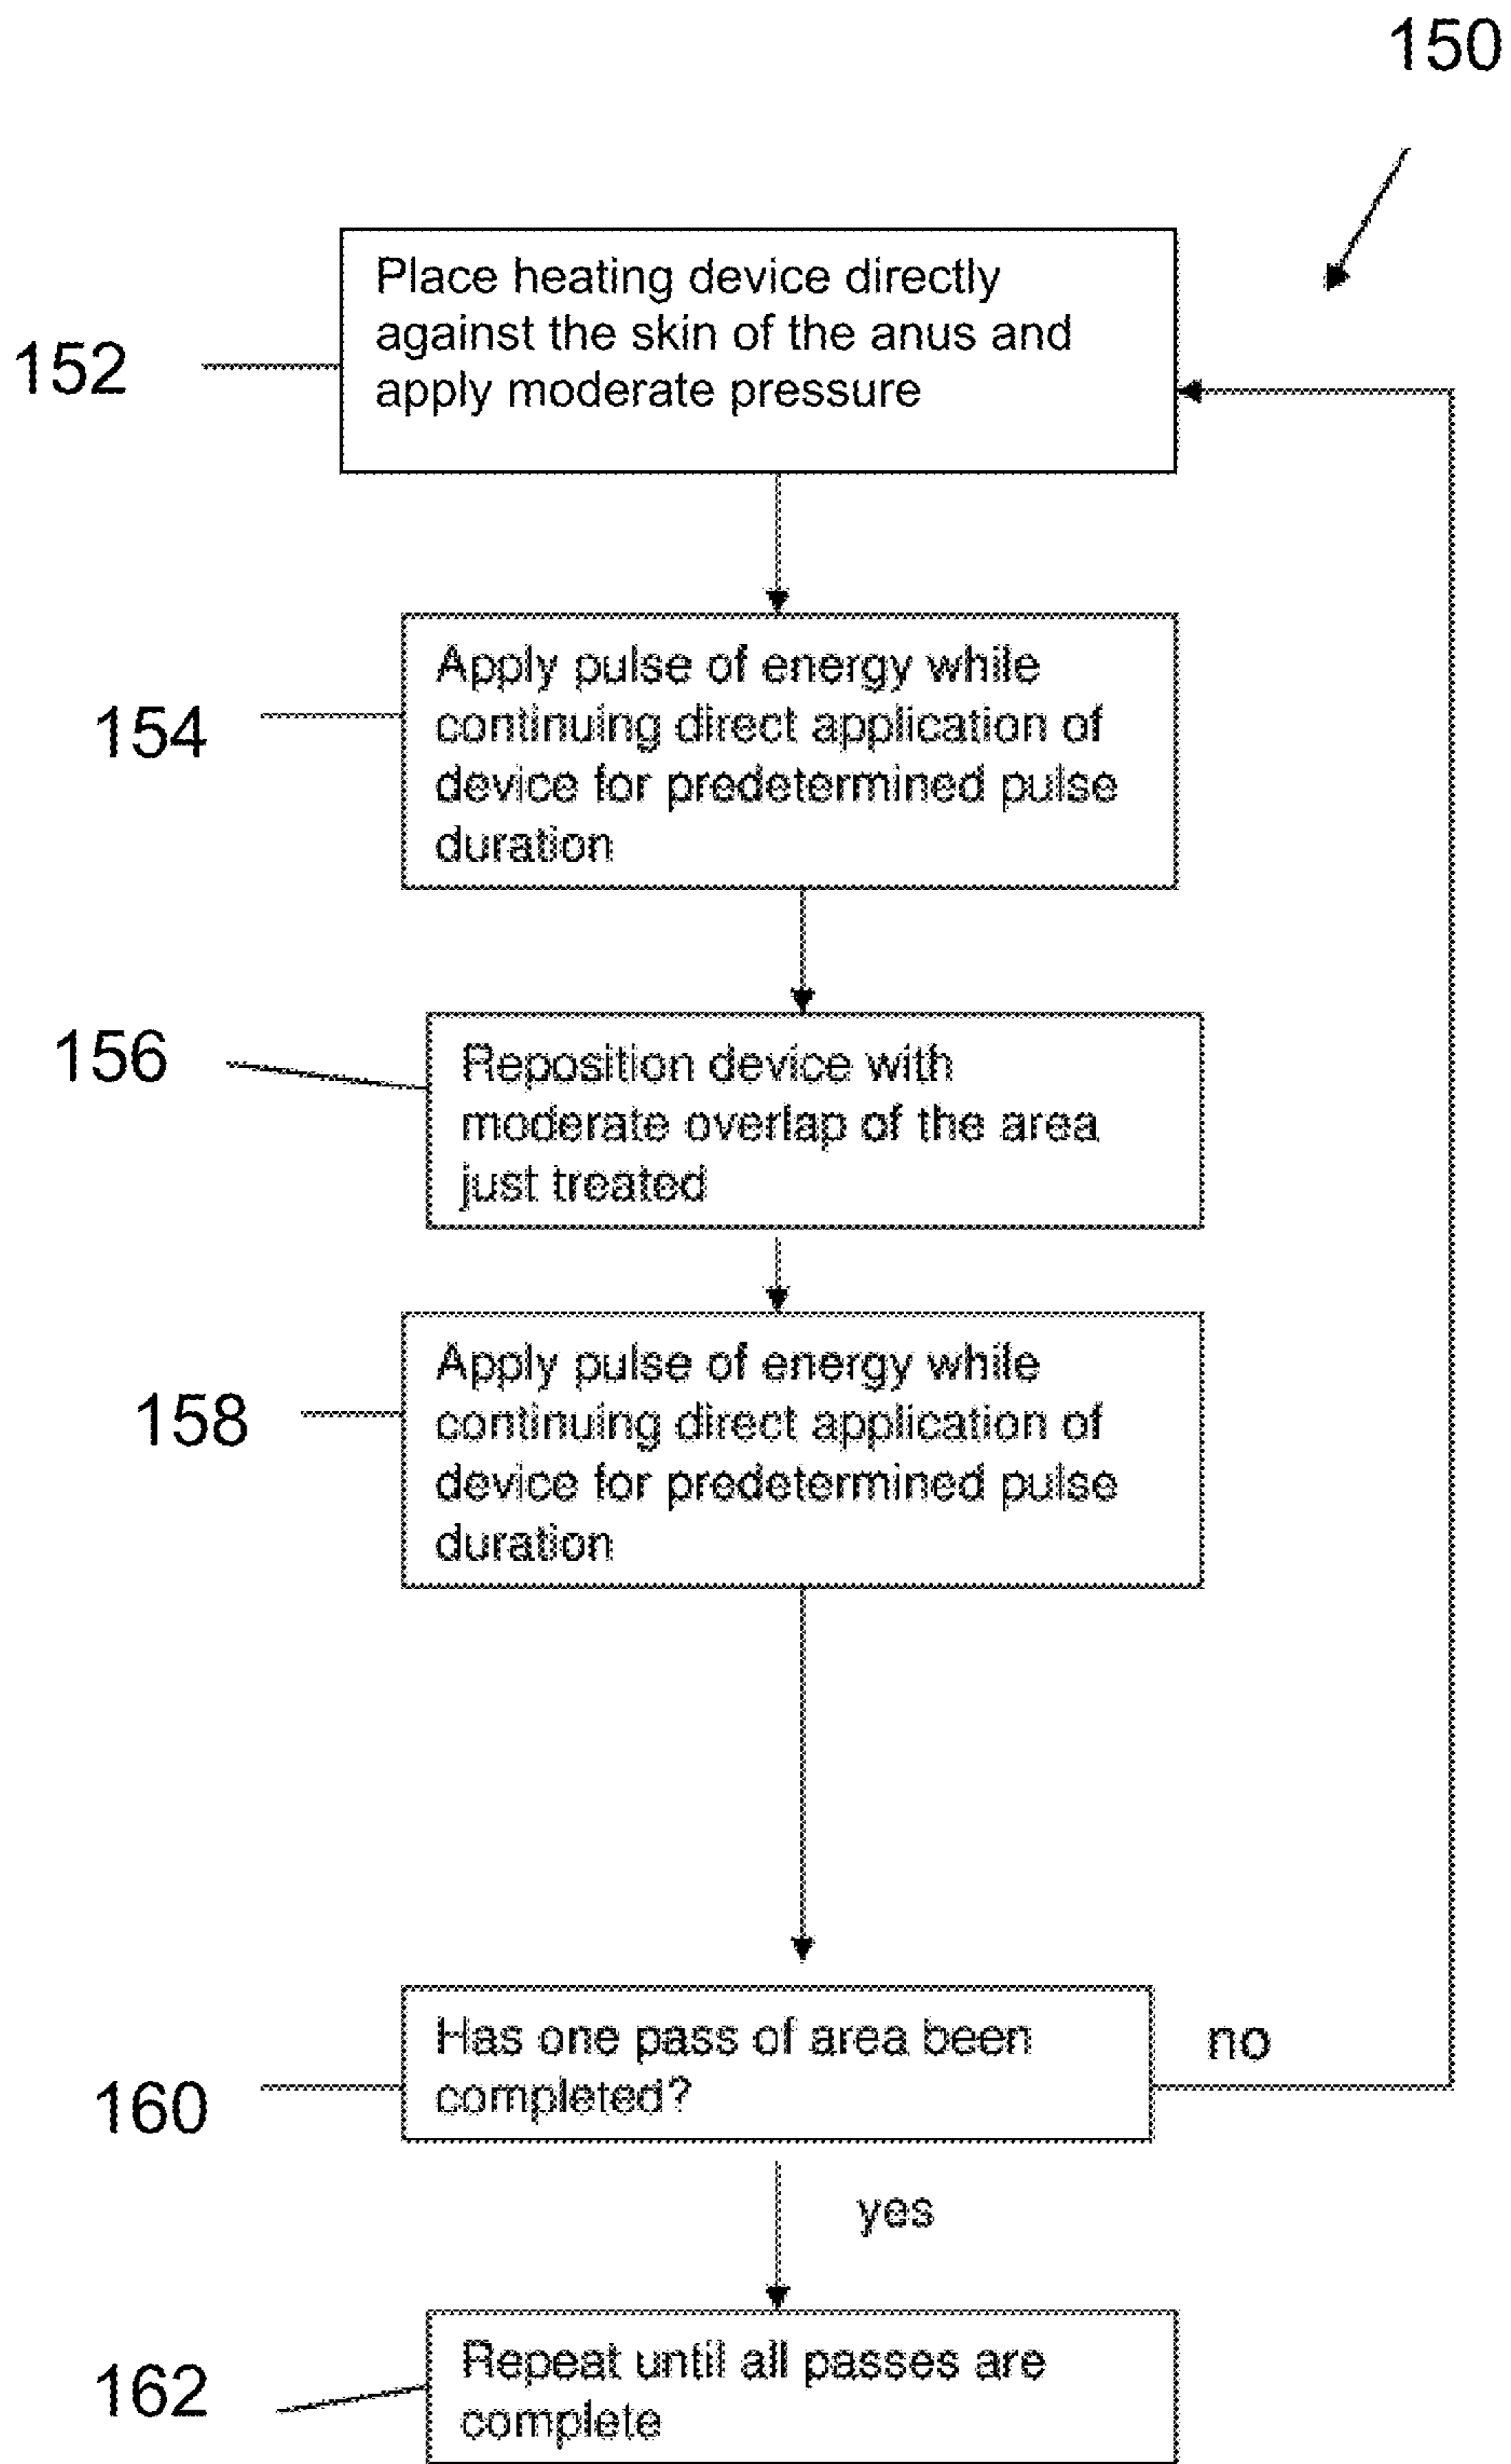 150
152
Place heating device directly
against the skin of the anus and
apply moderate pressure
154
Apply pulse of energy while
continuing direct application of
device for predetermined pulse
duration
156
Reposition device with
moderate overlap of the area
just treated
158
Apply pulse of energy while
continuing direct application of
device for predetermined pulse
duration
160
Has one pass of area been
completed?
no
yes
162
Repeat until all passes are
complete